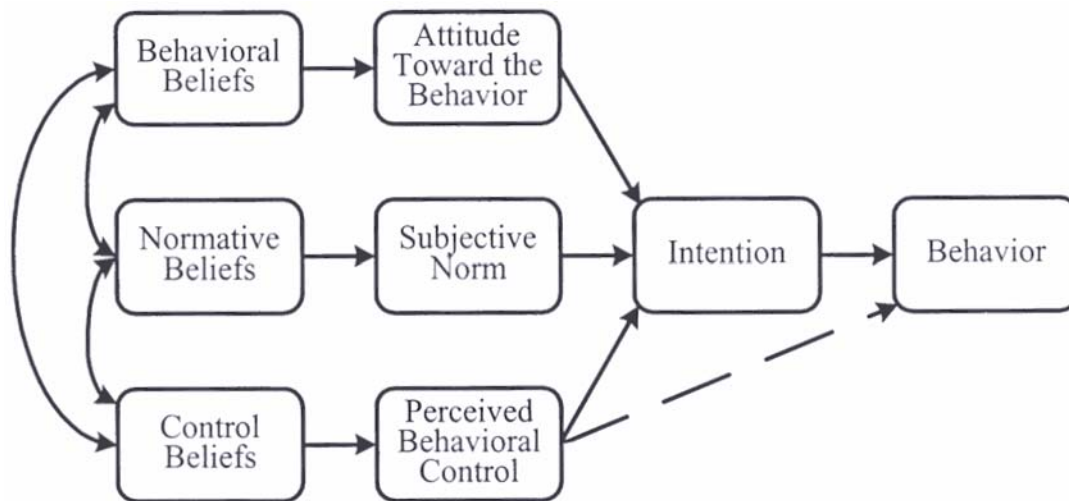 Behavioral
Beliefs
Attitude
Toward the
Behavior
Normative
Beliefs
Subjective
Norm
Intention
Behavior
Control
Beliefs
Perceived
Behavioral
Control